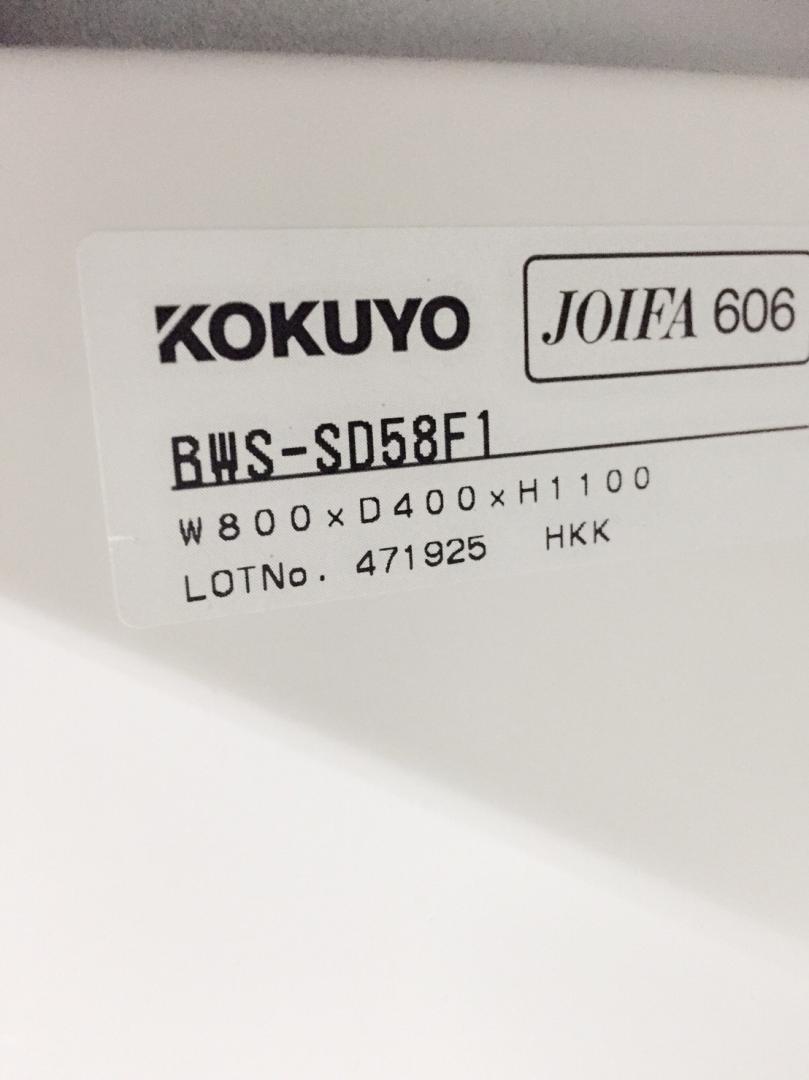 KOKUYO
JOIFA 606
BWS-SD58F1
W800×D400×H1100
LOTNo. 471925 HKK